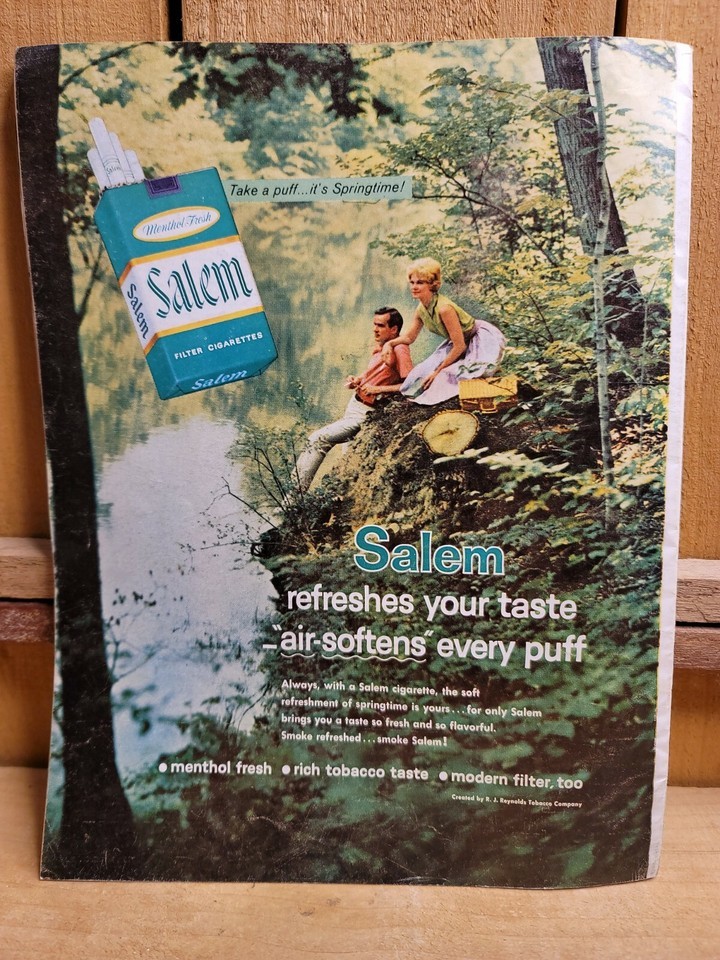 Take a puff...it's Springtime!
Menthol-Fresh
Salem
Salem
FILTER CIGARETTES
Salem
Salem
refreshes your taste
–"air-softens" every puff
Always, with a Salem cigarette, the soft
refreshment of springtime is yours...for only Salem
brings you a taste so fresh and so flavorful.
Smoke refreshed...smoke Salem!
• menthol fresh • rich tobacco taste • modern filter, too
Created by R. J. Reynolds Tobacco Company